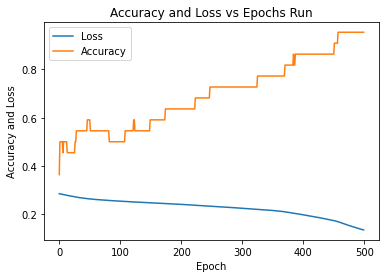 Accuracy and Loss vs Epochs Run
Loss
Accuracy
Accuracy and Loss
0.8
0.6
0.4
0.2
0 100 200 300 400 500
Epoch